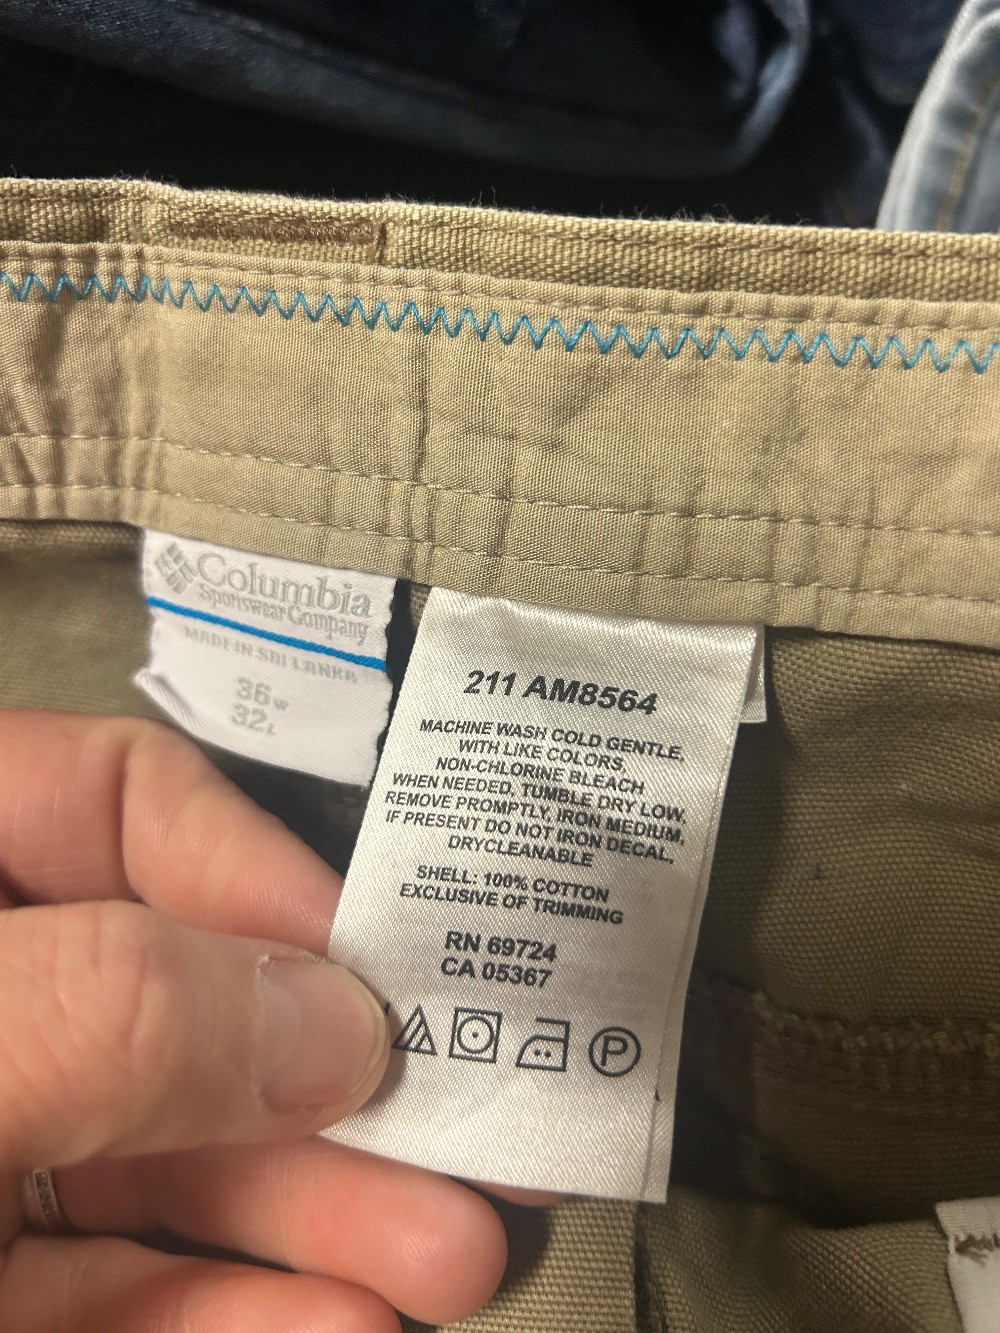 Columbia
Sportswear Company
MADE IN SRI LANKA
36W
32L
211 AM8564
MACHINE WASH COLD GENTLE,
WITH LIKE COLORS,
NON-CHLORINE BLEACH
WHEN NEEDED, TUMBLE DRY LOW,
REMOVE PROMPTLY, IRON MEDIUM,
IF PRESENT DO NOT IRON DECAL,
DRYCLEANABLE
SHELL: 100% COTTON
EXCLUSIVE OF TRIMMING
RN 69724
CA 05367
P